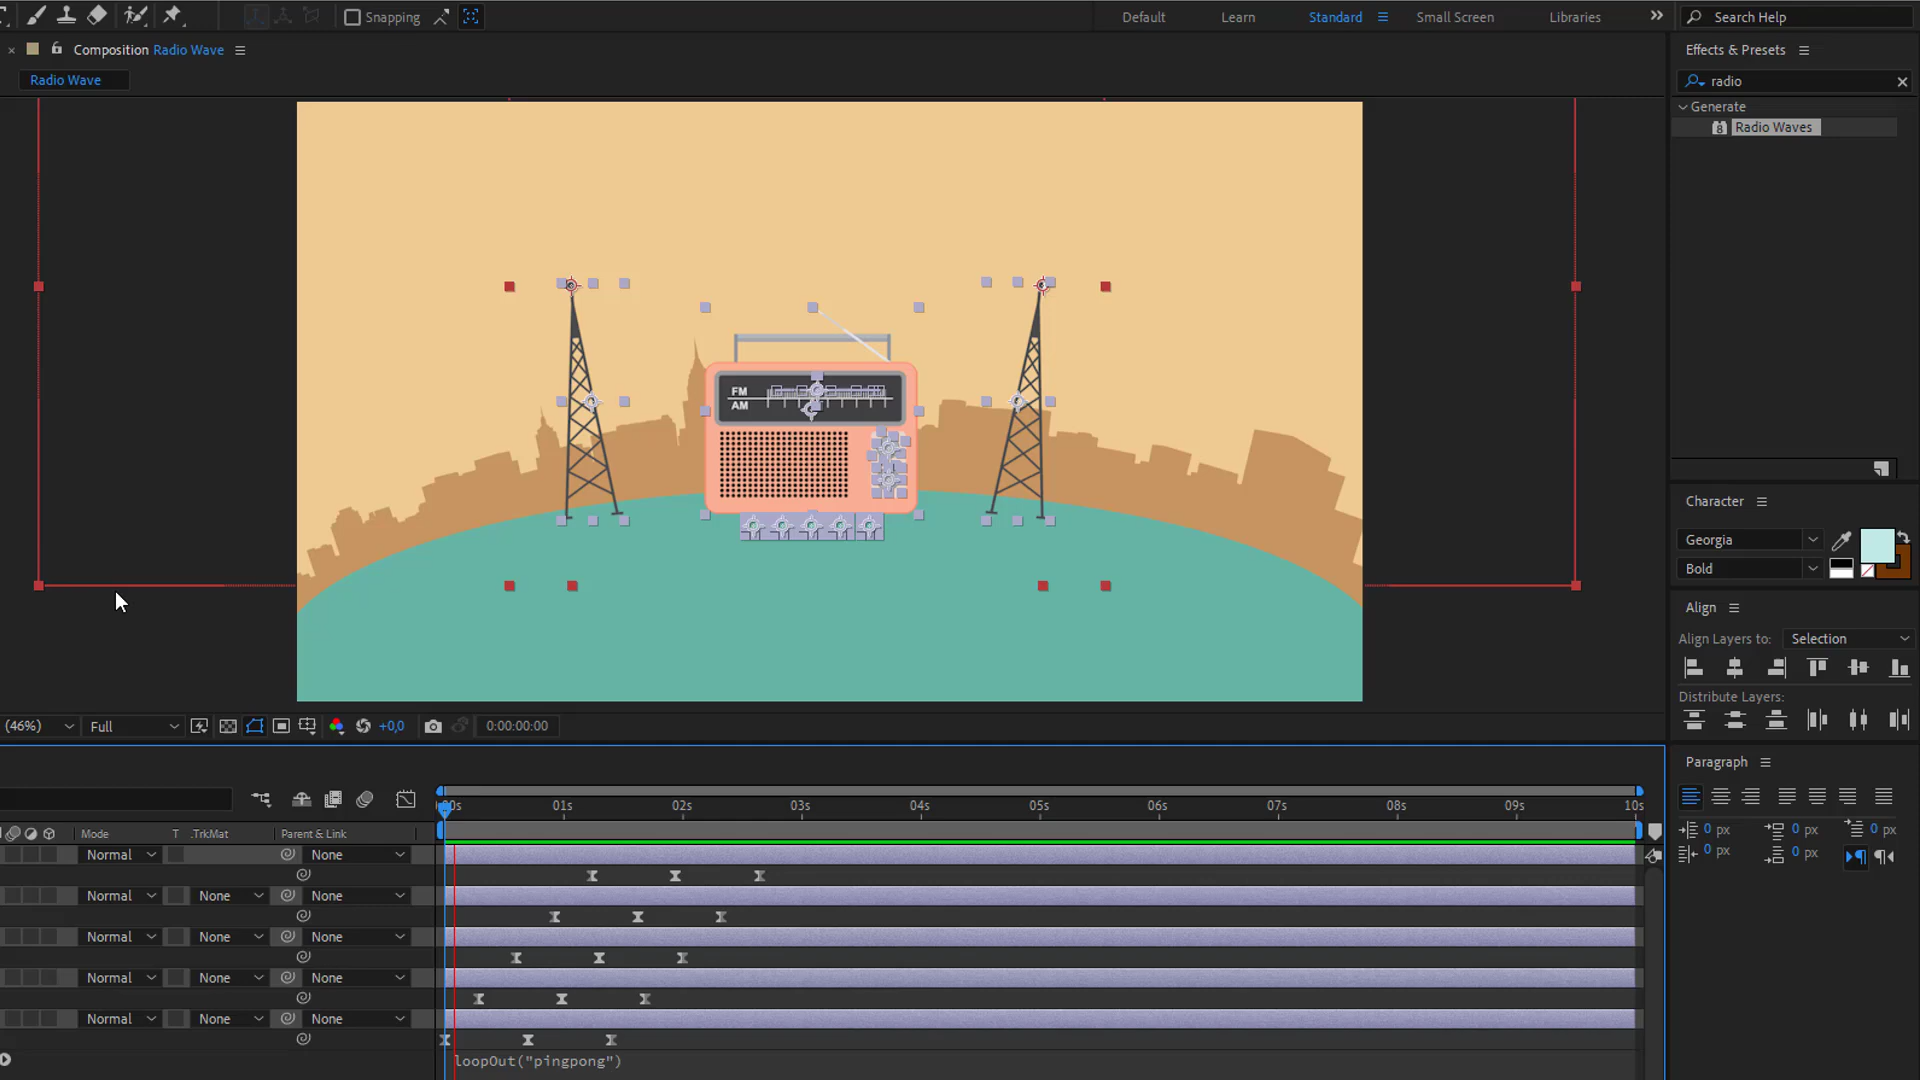 Snapping
Default
Learn
Standard
Small Screen
Libraries
Search Help
Composition Radio Wave
Radio Wave
Effects & Presets
radio
Generate
8 Radio Waves
FM
AM
Character
Georgia
Bold
Align
Align Layers to: Selection
Distribute Layers:
(46%)
Full
+0,0
0:00:00:00
Paragraph
0 px 0 px 0 px
0 px 0 px
00s 01s 02s 03s 04s 05s 06s 07s 08s 09s 10s
Mode T .TrkMat Parent & Link
Normal None
Normal None None
Normal None None
Normal None None
Normal None None
loopOut("pingpong")